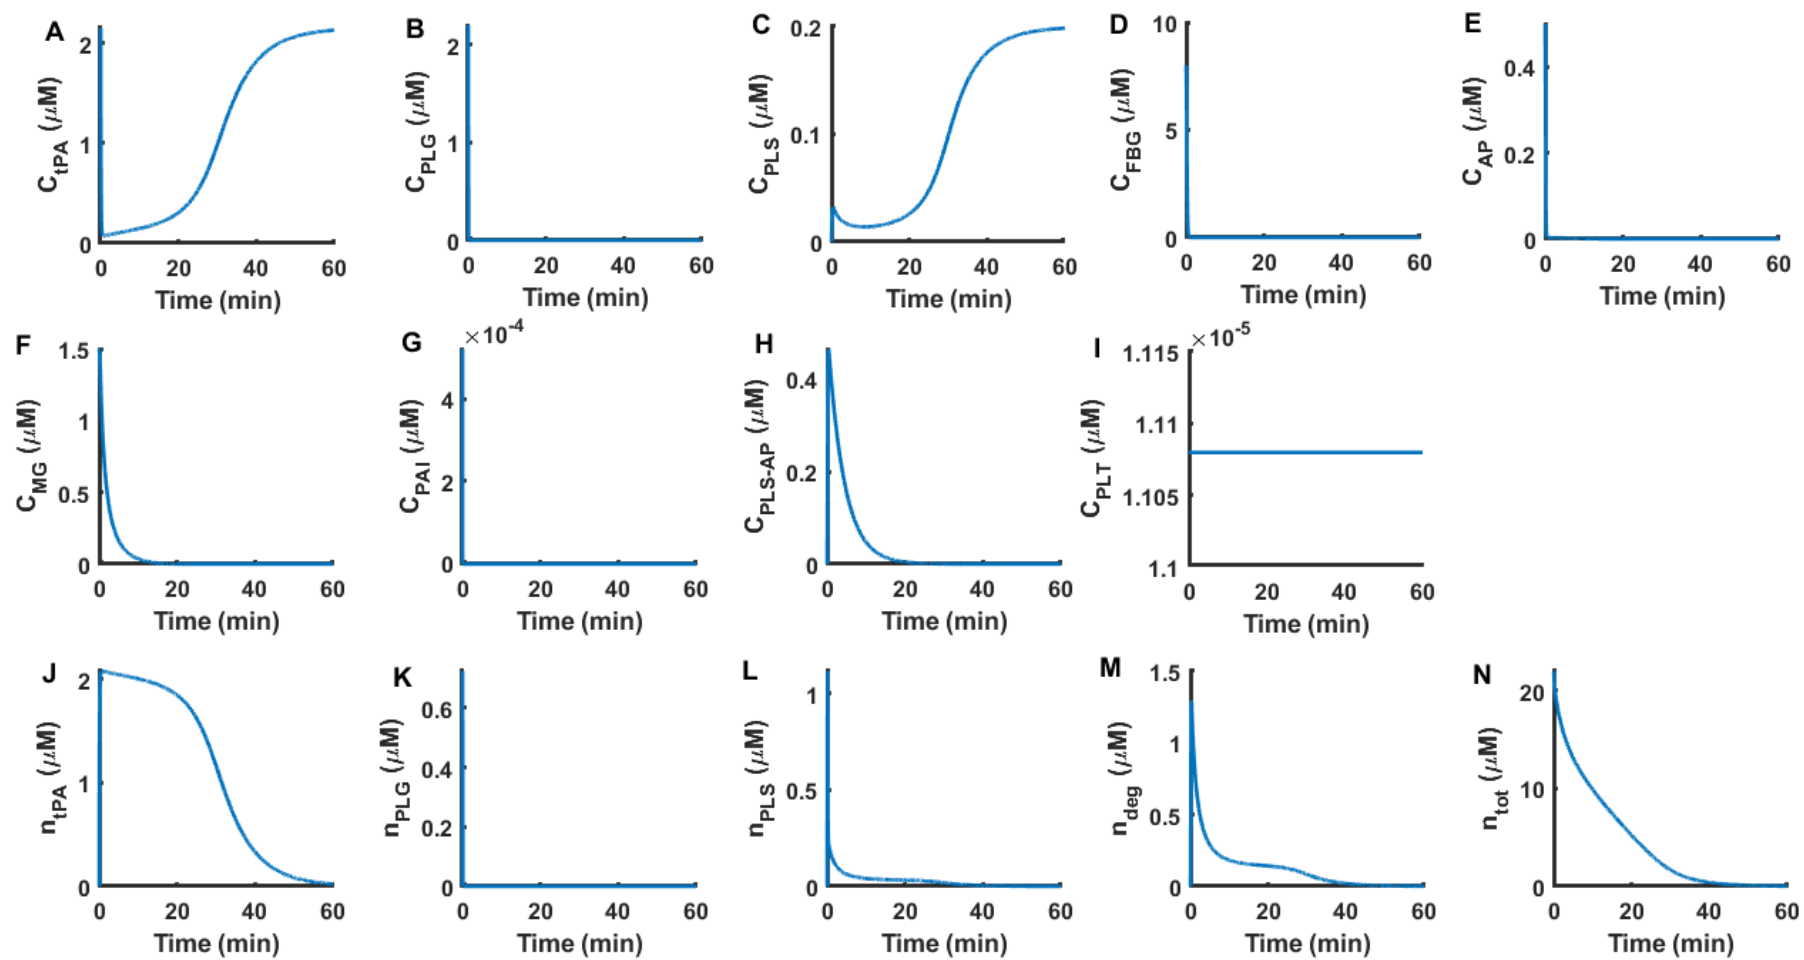 A
C_tPA (μM)
2
1
0
0 20 40 60
Time (min)
B
C_PLG (μM)
2
1
0
0 20 40 60
Time (min)
C
C_PLS (μM)
0.2
0.1
0
0 20 40 60
Time (min)
D
C_FBG (μM)
10
5
0
0 20 40 60
Time (min)
E
C_AP (μM)
0.4
0.2
0
0 20 40 60
Time (min)
F
C_MG (μM)
1.5
1
0.5
0
0 20 40 60
Time (min)
G
×10^-4
C_PAI (μM)
4
2
0
0 20 40 60
Time (min)
H
C_PLS-AP (μM)
0.4
0.2
0
0 20 40 60
Time (min)
I
×10^-5
C_PLT (μM)
1.115
1.11
1.105
1.1
0 20 40 60
Time (min)
J
n_tPA (μM)
2
1
0
0 20 40 60
Time (min)
K
n_PLG (μM)
0.6
0.4
0.2
0
0 20 40 60
Time (min)
L
n_PLS (μM)
1
0.5
0
0 20 40 60
Time (min)
M
n_deg (μM)
1.5
1
0.5
0
0 20 40 60
Time (min)
N
n_tot (μM)
20
10
0
0 20 40 60
Time (min)